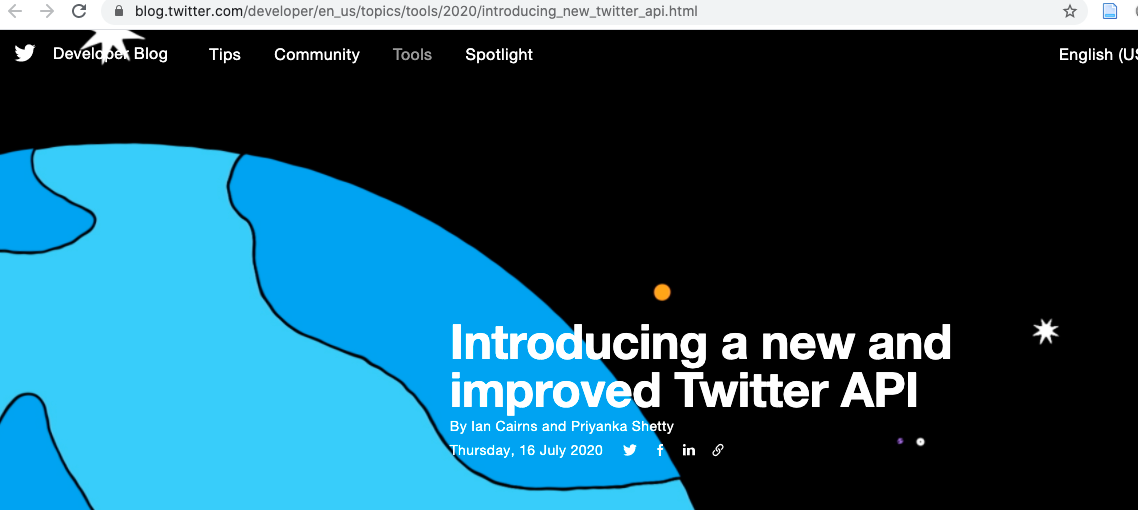 blog.twitter.com/developer/en_us/topics/tools/2020/introducing_new_twitter_api.html
Developer Blog Tips Community Tools Spotlight English (US
Introducing a new and
improved Twitter API
By Ian Cairns and Priyanka Shetty
Thursday, 16 July 2020